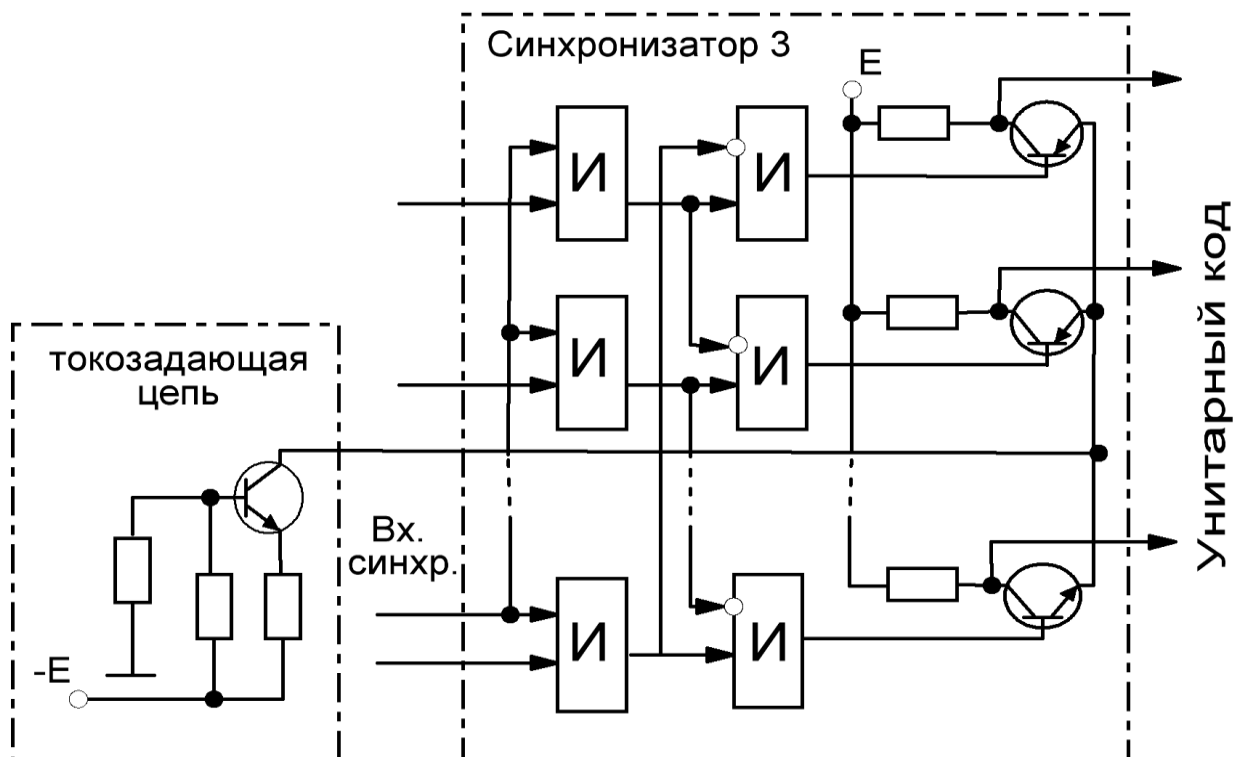 Синхронизатор 3
E
И
И
И
И
токозадающая
цепь
Вх.
синхр.
И
И
-E
Унитарный код